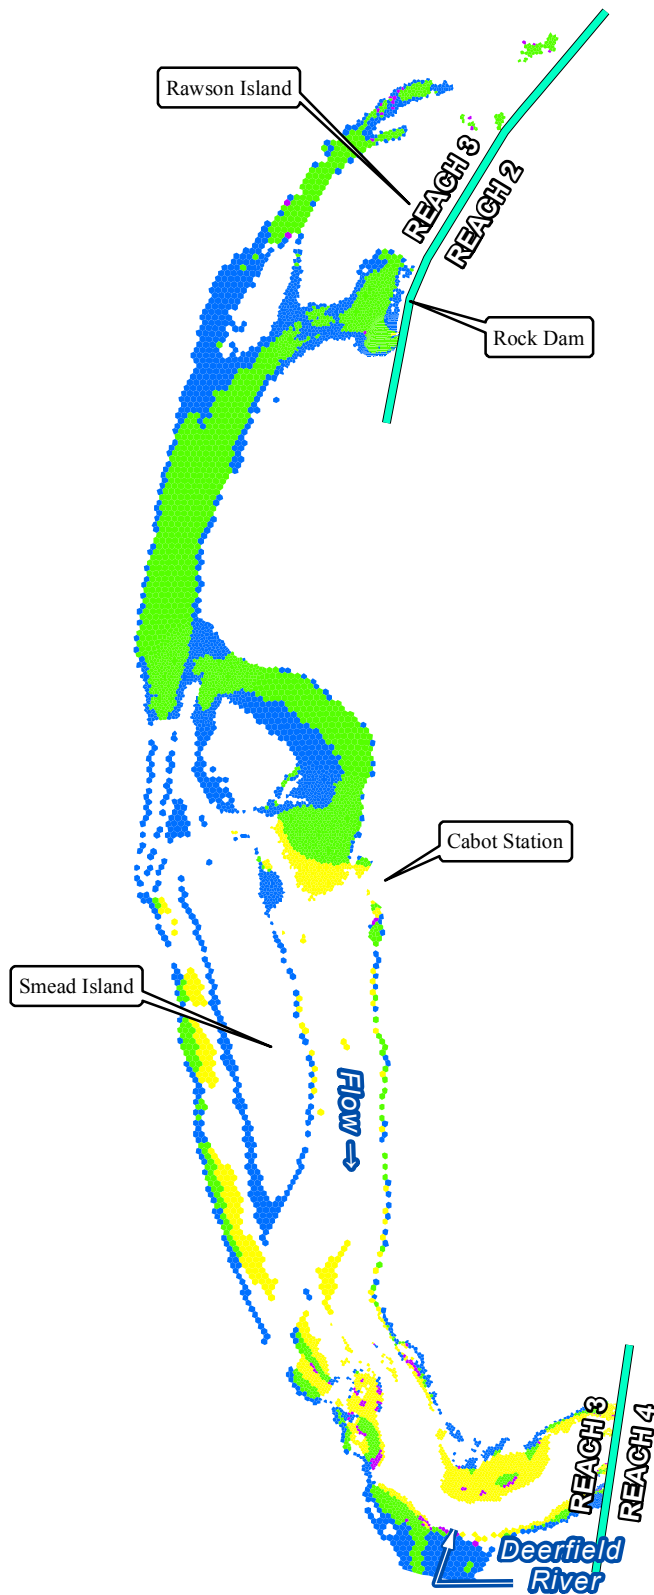 Rawson Island
REACH 3
REACH 2
Rock Dam
Cabot Station
Smead Island
Flow →
REACH 3
REACH 4
Deerfield
River